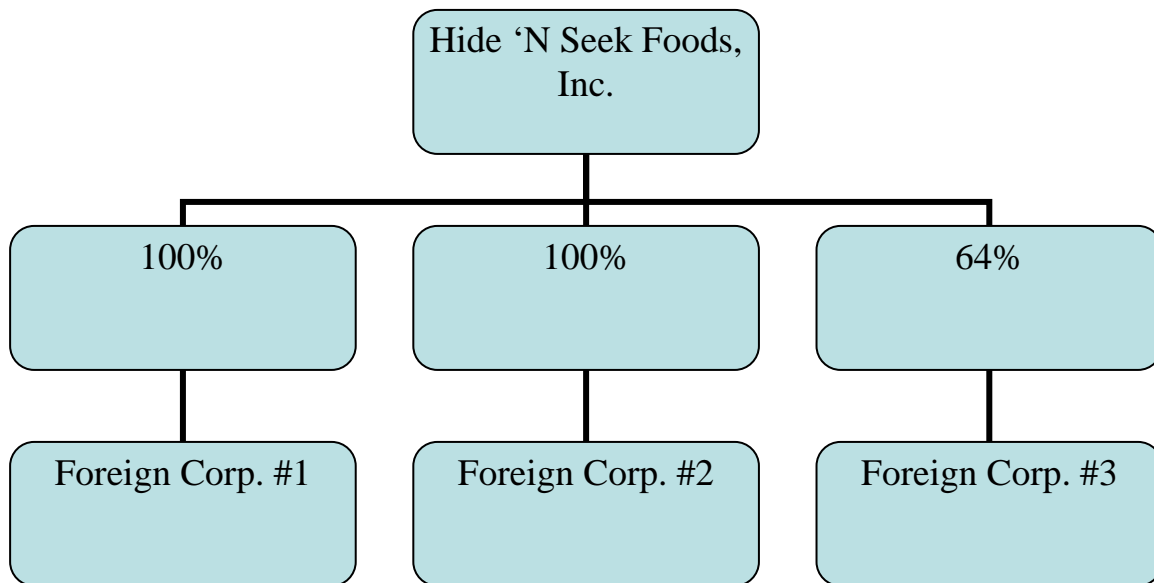 Hide ‘N Seek Foods,
Inc.
100%
100%
64%
Foreign Corp. #1
Foreign Corp. #2
Foreign Corp. #3